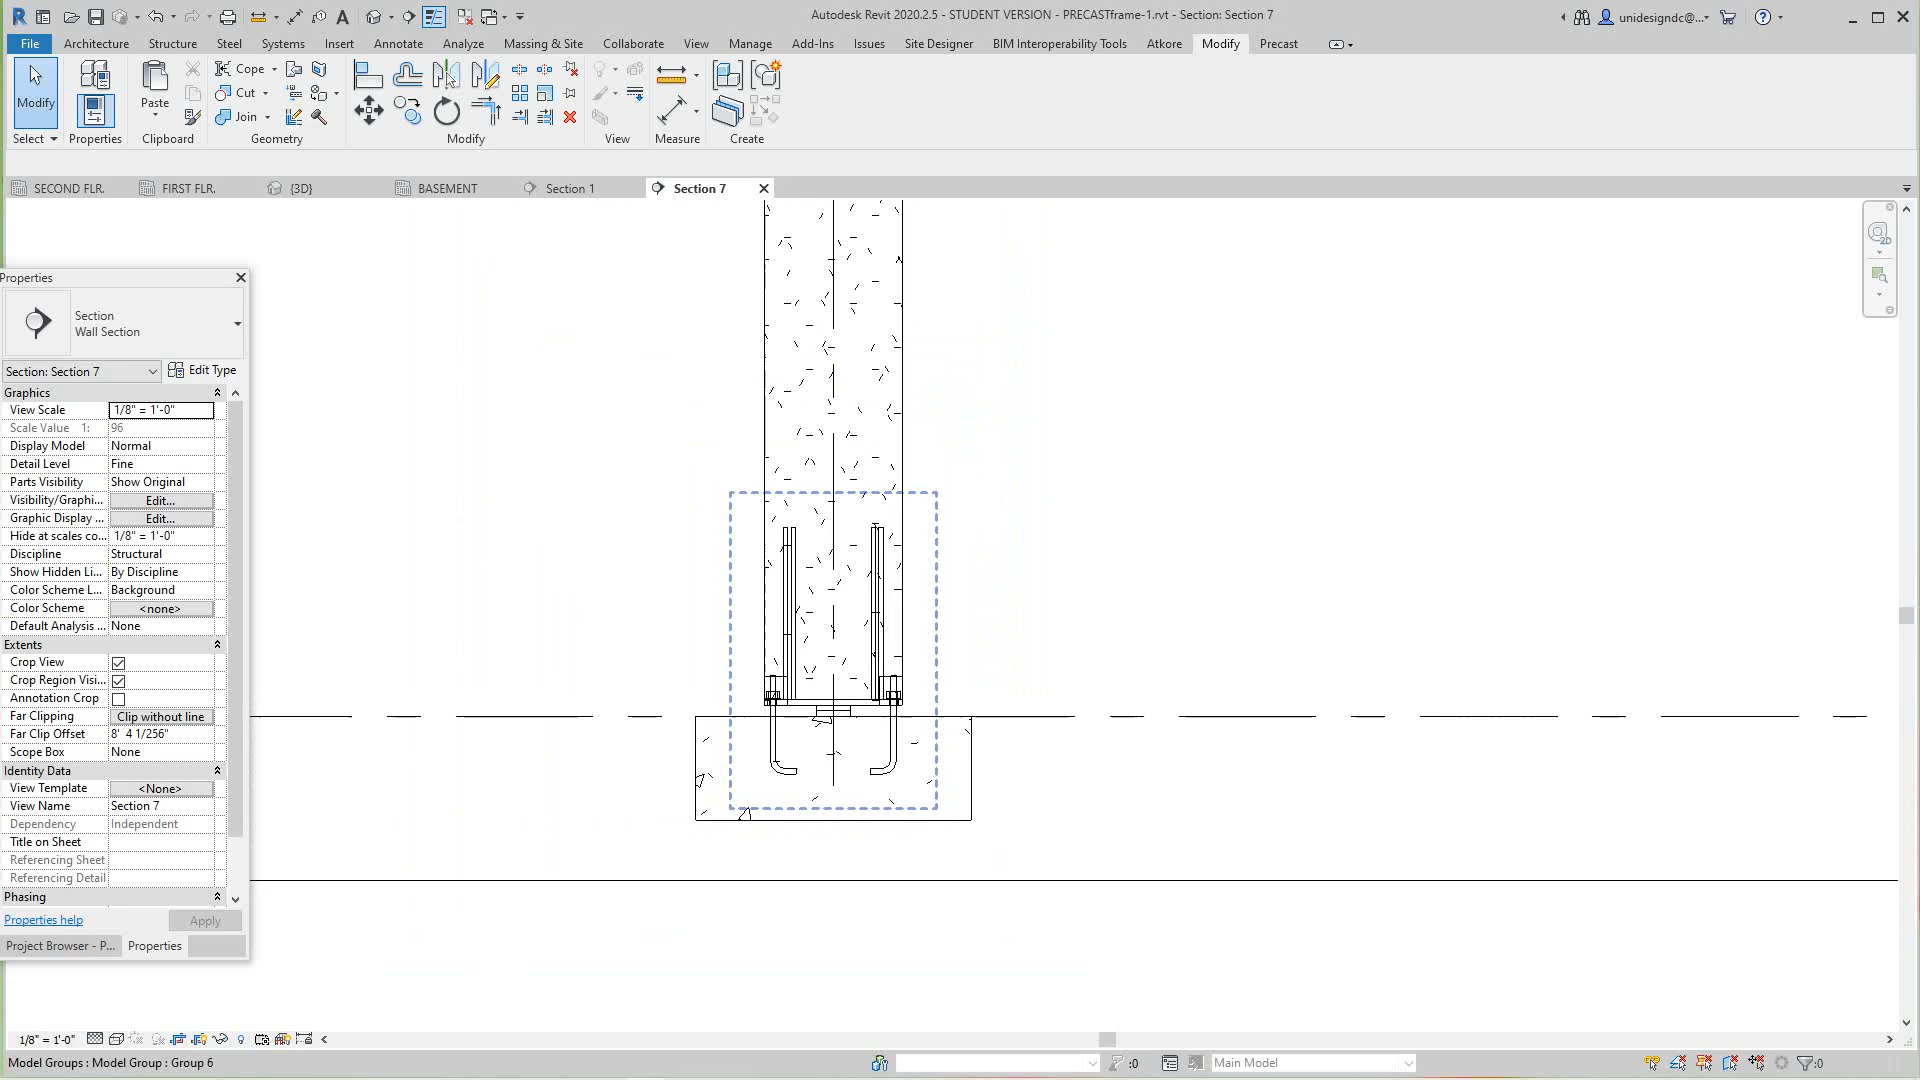 Autodesk Revit 2020.2.5 - STUDENT VERSION - PRECASTframe-1.rvt - Section: Section 7
unidesigndc@...
File Architecture Structure Steel Systems Insert Annotate Analyze Massing & Site Collaborate View Manage Add-Ins Issues Site Designer BIM Interoperability Tools Atkore Modify Precast
Modify
Paste
Cope
Cut
Join
Select Properties Clipboard Geometry Modify View Measure Create
SECOND FLR. FIRST FLR. {3D} BASEMENT Section 1 Section 7
Properties
Section
Wall Section
Section: Section 7 Edit Type
Graphics
View Scale 1/8" = 1'-0"
Scale Value 1: 96
Display Model Normal
Detail Level Fine
Parts Visibility Show Original
Visibility/Graphi... Edit...
Graphic Display ... Edit...
Hide at scales co... 1/8" = 1'-0"
Discipline Structural
Show Hidden Li... By Discipline
Color Scheme L... Background
Color Scheme <none>
Default Analysis ... None
Extents
Crop View
Crop Region Visi...
Annotation Crop
Far Clipping Clip without line
Far Clip Offset 8' 4 1/256"
Scope Box None
Identity Data
View Template <None>
View Name Section 7
Dependency Independent
Title on Sheet
Referencing Sheet
Referencing Detail
Phasing
Properties help Apply
Project Browser - P... Properties
1/8" = 1'-0"
Model Groups : Model Group : Group 6 :0 Main Model :0